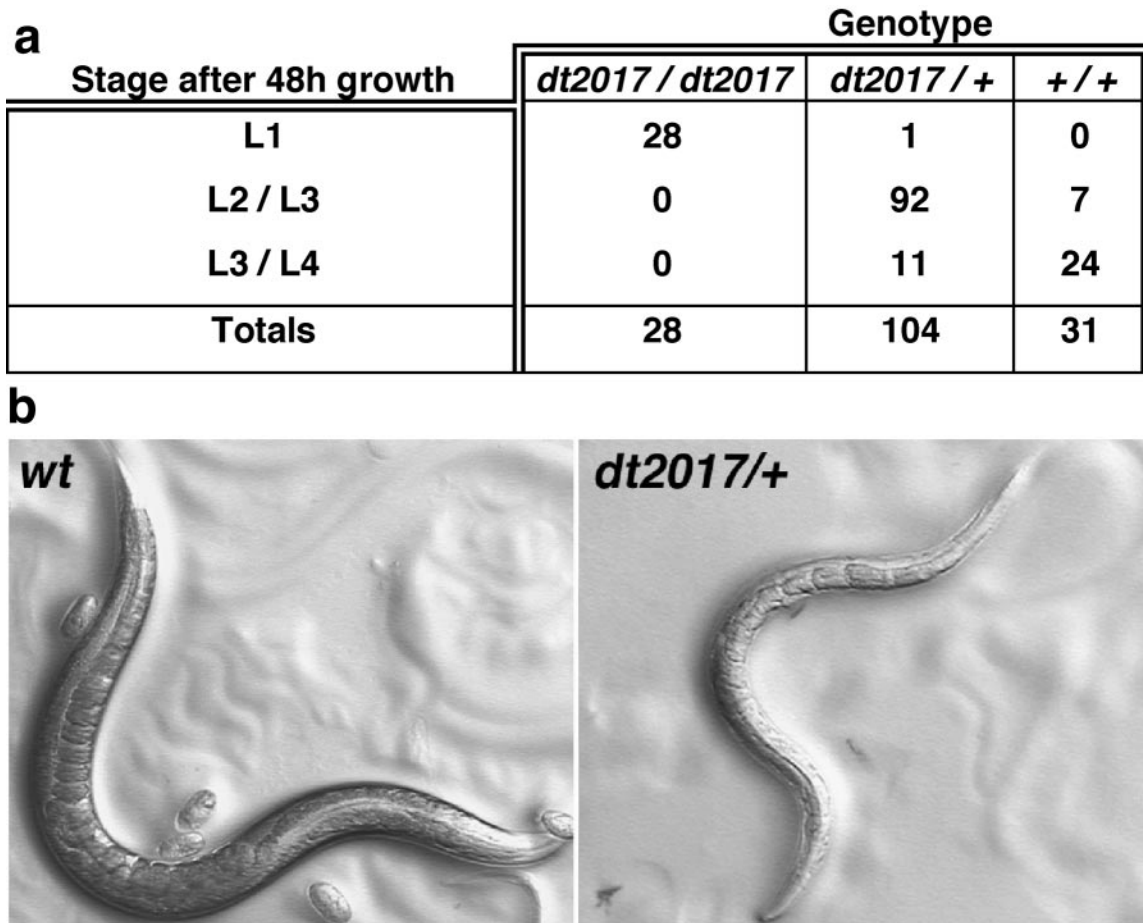 a
Genotype
Stage after 48h growth dt2017 / dt2017 dt2017 / + + / +
L1 28 1 0
L2 / L3 0 92 7
L3 / L4 0 11 24
Totals 28 104 31
b
wt dt2017/+